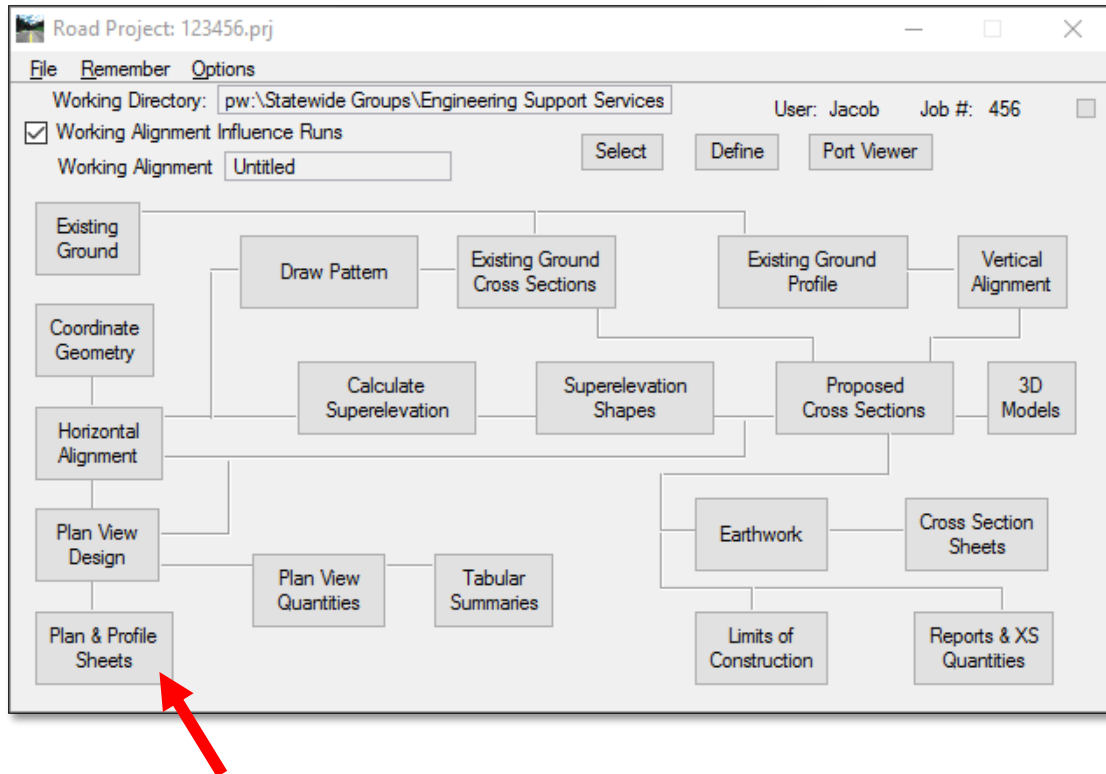 Road Project: 123456.prj
File Remember Options
Working Directory: pw:\Statewide Groups\Engineering Support Services
User: Jacob Job #: 456
Working Alignment Influence Runs
Working Alignment Untitled
Select Define Port Viewer
Existing
Ground
Draw Pattern
Existing Ground
Cross Sections
Existing Ground
Profile
Vertical
Alignment
Coordinate
Geometry
Calculate
Superelevation
Superelevation
Shapes
Proposed
Cross Sections
3D
Models
Horizontal
Alignment
Plan View
Design
Earthwork
Cross Section
Sheets
Plan View
Quantities
Tabular
Summaries
Plan & Profile
Sheets
Limits of
Construction
Reports & XS
Quantities